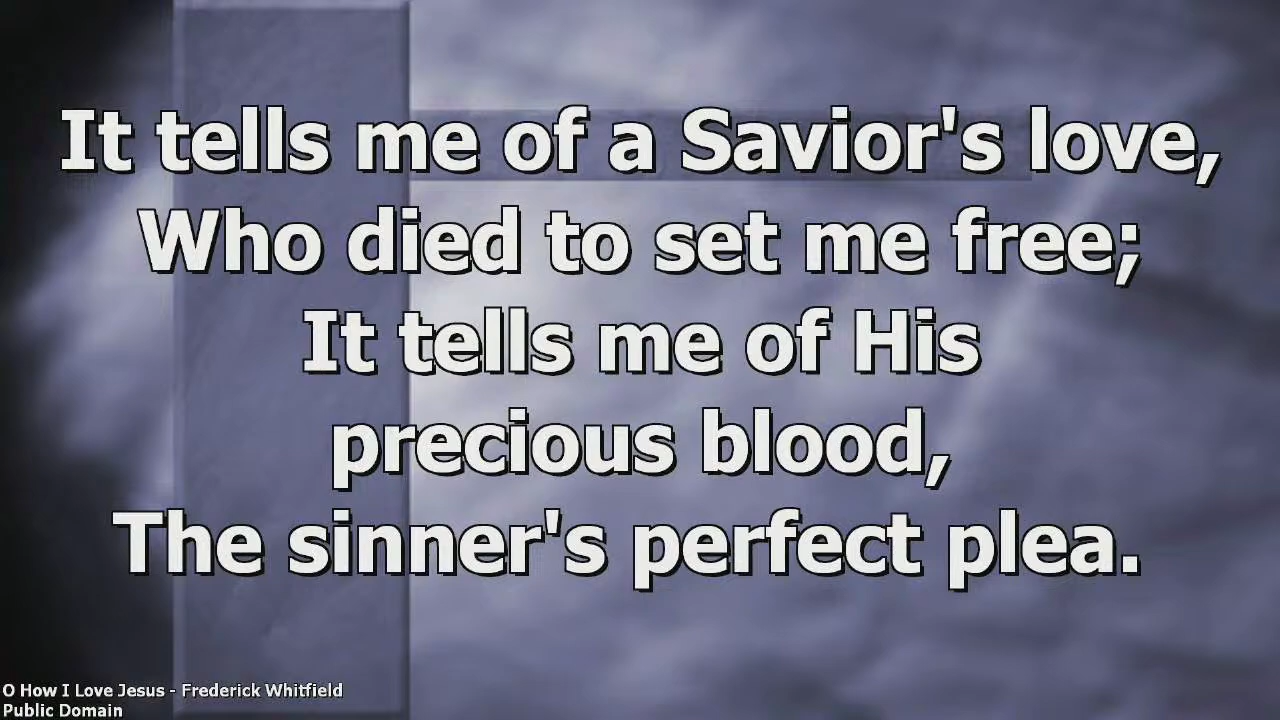 It tells me of a Savior's love,
Who died to set me free;
It tells me of His
precious blood,
The sinner's perfect plea.
O How I Love Jesus - Frederick Whitfield
Public Domain